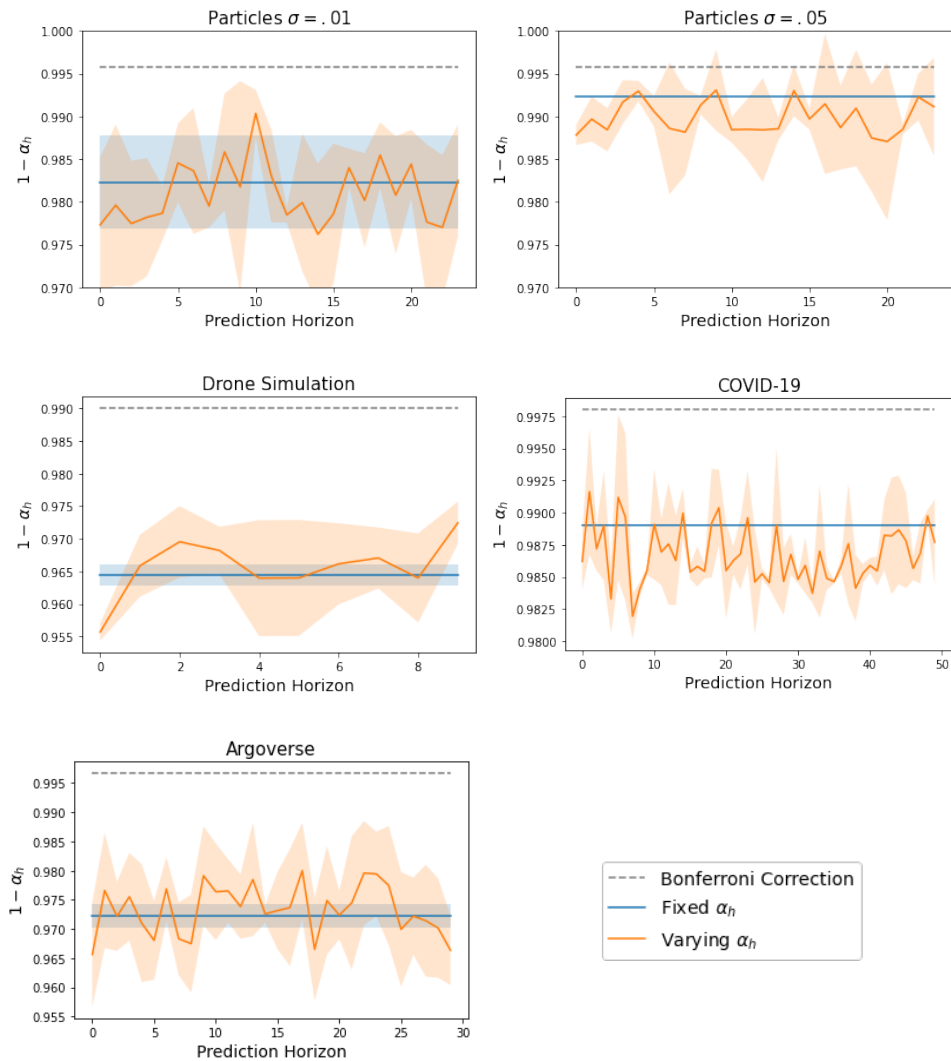 Particles σ = . 01
1.000
0.995
0.990
0.985
0.980
0.975
0.970
1 − αₕ
0 5 10 15 20
Prediction Horizon
Particles σ = . 05
1.000
0.995
0.990
0.985
0.980
0.975
0.970
1 − αₕ
0 5 10 15 20
Prediction Horizon
Drone Simulation
0.990
0.985
0.980
0.975
0.970
0.965
0.960
0.955
1 − αₕ
0 2 4 6 8
Prediction Horizon
COVID-19
0.9975
0.9950
0.9925
0.9900
0.9875
0.9850
0.9825
0.9800
1 − αₕ
0 10 20 30 40 50
Prediction Horizon
Argoverse
0.995
0.990
0.985
0.980
0.975
0.970
0.965
0.960
0.955
1 − αₕ
0 5 10 15 20 25 30
Prediction Horizon
Bonferroni Correction
Fixed αₕ
Varying αₕ